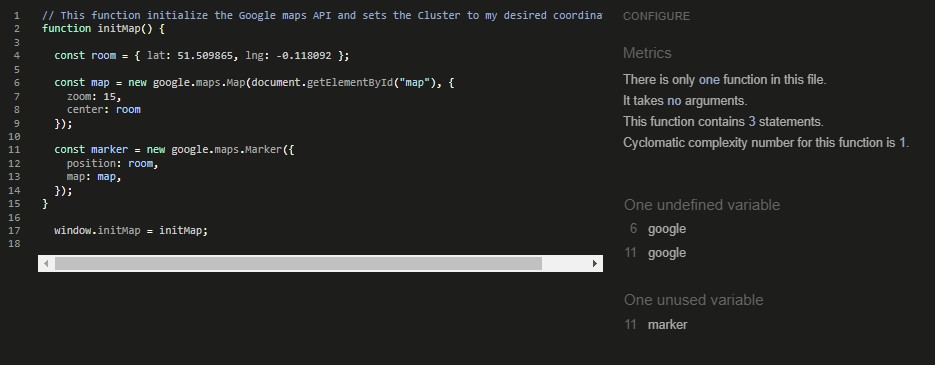 1 // This function initialize the Google maps API and sets the Cluster to my desired coordina
2 function initMap() {
3
4 const room = { lat: 51.509865, lng: -0.118092 };
5
6 const map = new google.maps.Map(document.getElementById("map"), {
7 zoom: 15,
8 center: room
9 });
10
11 const marker = new google.maps.Marker({
12 position: room,
13 map: map,
14 });
15 }
16
17 window.initMap = initMap;
18
CONFIGURE
Metrics
There is only one function in this file.
It takes no arguments.
This function contains 3 statements.
Cyclomatic complexity number for this function is 1.
One undefined variable
6 google
11 google
One unused variable
11 marker